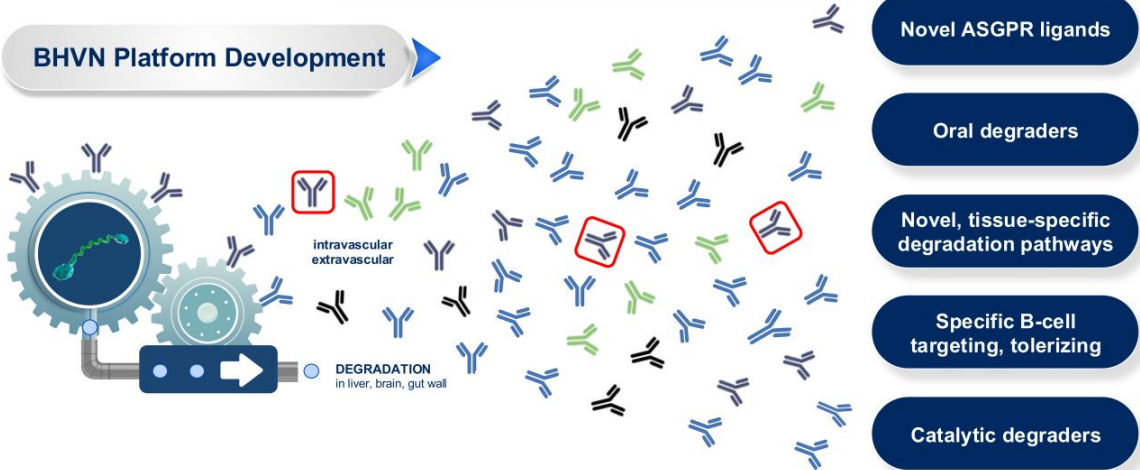 BHVN Platform Development
intravascular
extravascular
DEGRADATION
in liver, brain, gut wall
Novel ASGPR ligands
Oral degraders
Novel, tissue-specific
degradation pathways
Specific B-cell
targeting, tolerizing
Catalytic degraders